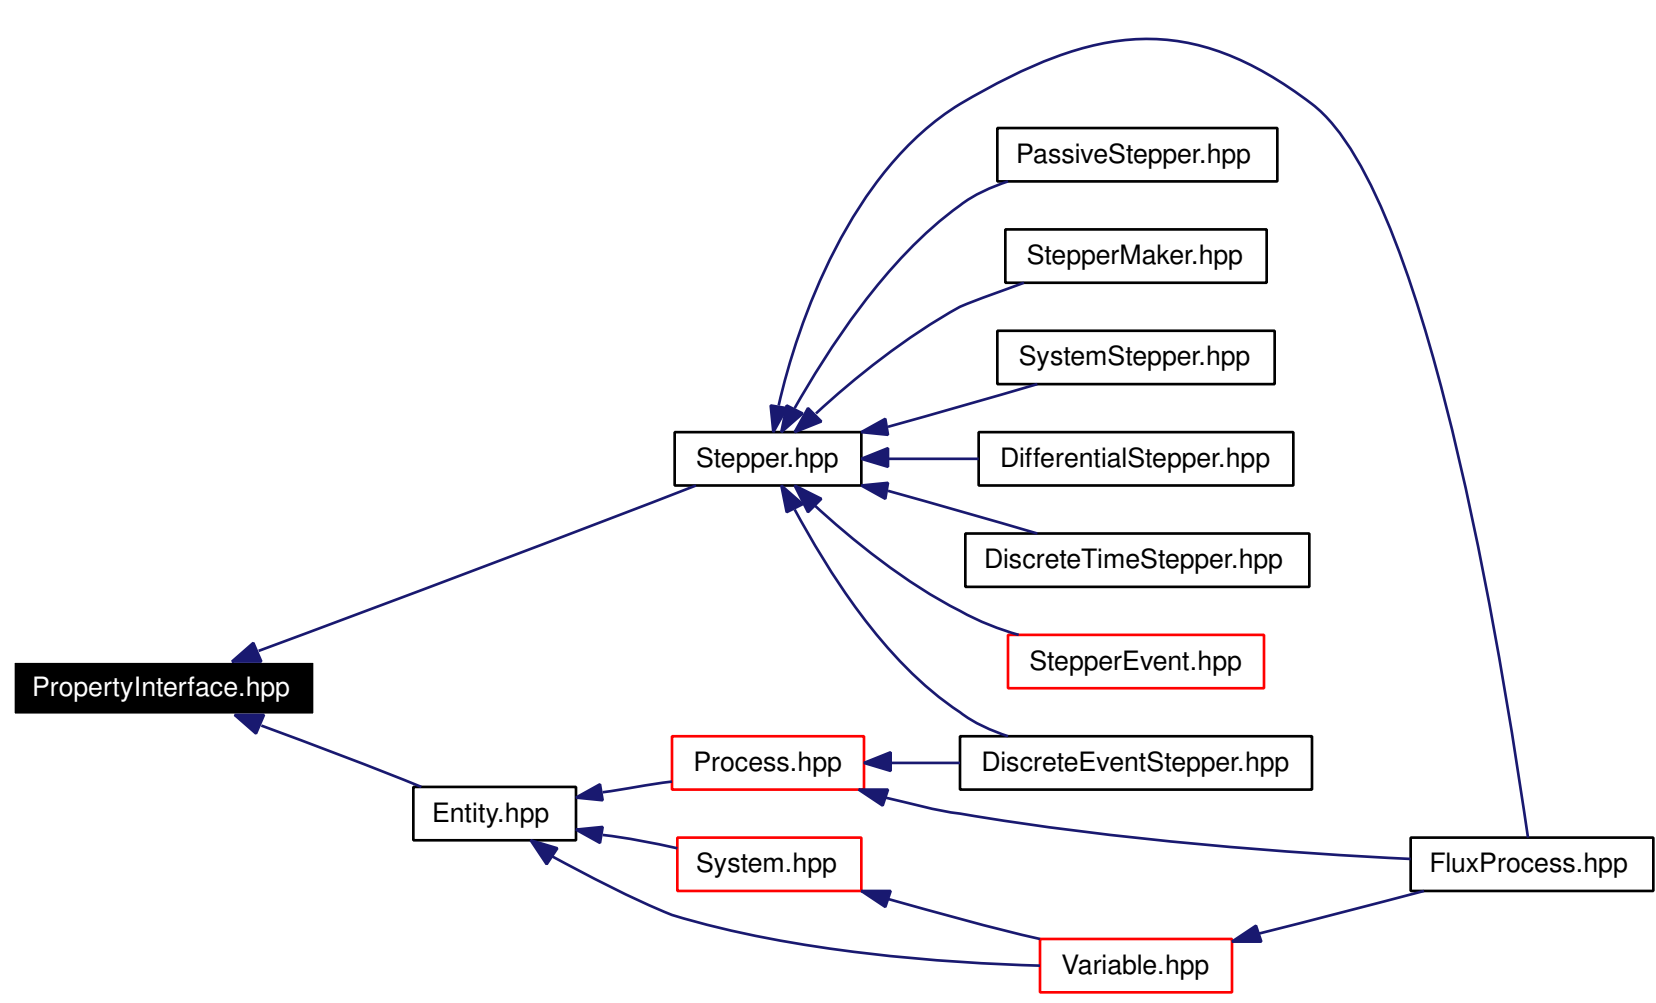 PassiveStepper.hpp
StepperMaker.hpp
SystemStepper.hpp
Stepper.hpp
DifferentialStepper.hpp
DiscreteTimeStepper.hpp
StepperEvent.hpp
PropertyInterface.hpp
Process.hpp
DiscreteEventStepper.hpp
Entity.hpp
System.hpp
FluxProcess.hpp
Variable.hpp